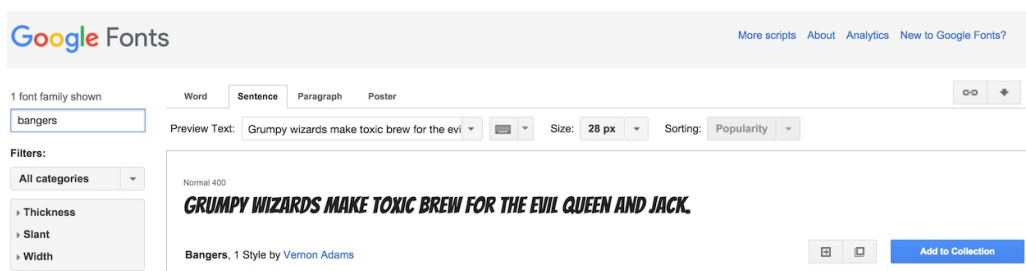 Google Fonts
More scripts About Analytics New to Google Fonts?
1 font family shown
bangers
Filters:
All categories
Thickness
Slant
Width
Word Sentence Paragraph Poster
Preview Text: Grumpy wizards make toxic brew for the evi Size: 28 px Sorting: Popularity
Normal 400
GRUMPY WIZARDS MAKE TOXIC BREW FOR THE EVIL QUEEN AND JACK.
Bangers, 1 Style by Vernon Adams
Add to Collection